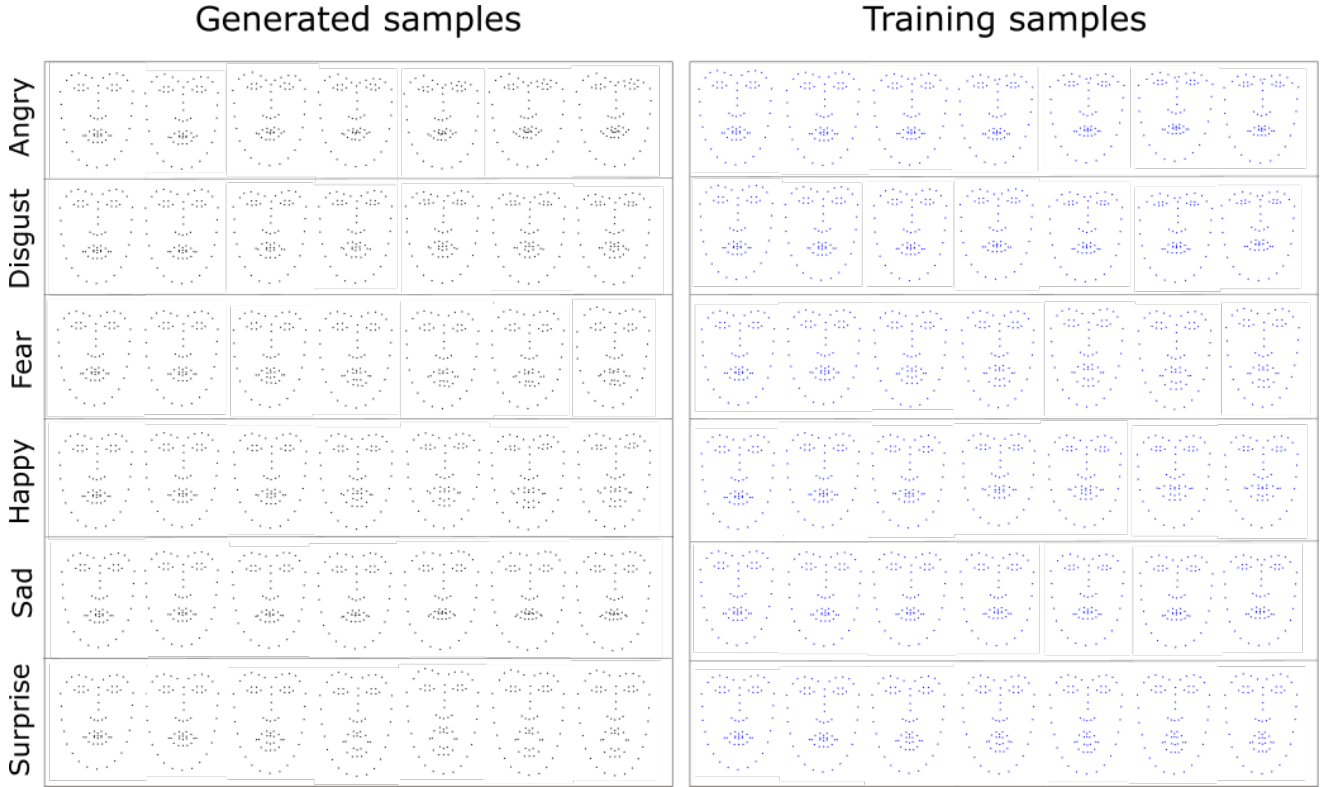 Generated samples
Training samples
Angry
Disgust
Fear
Happy
Sad
Surprise